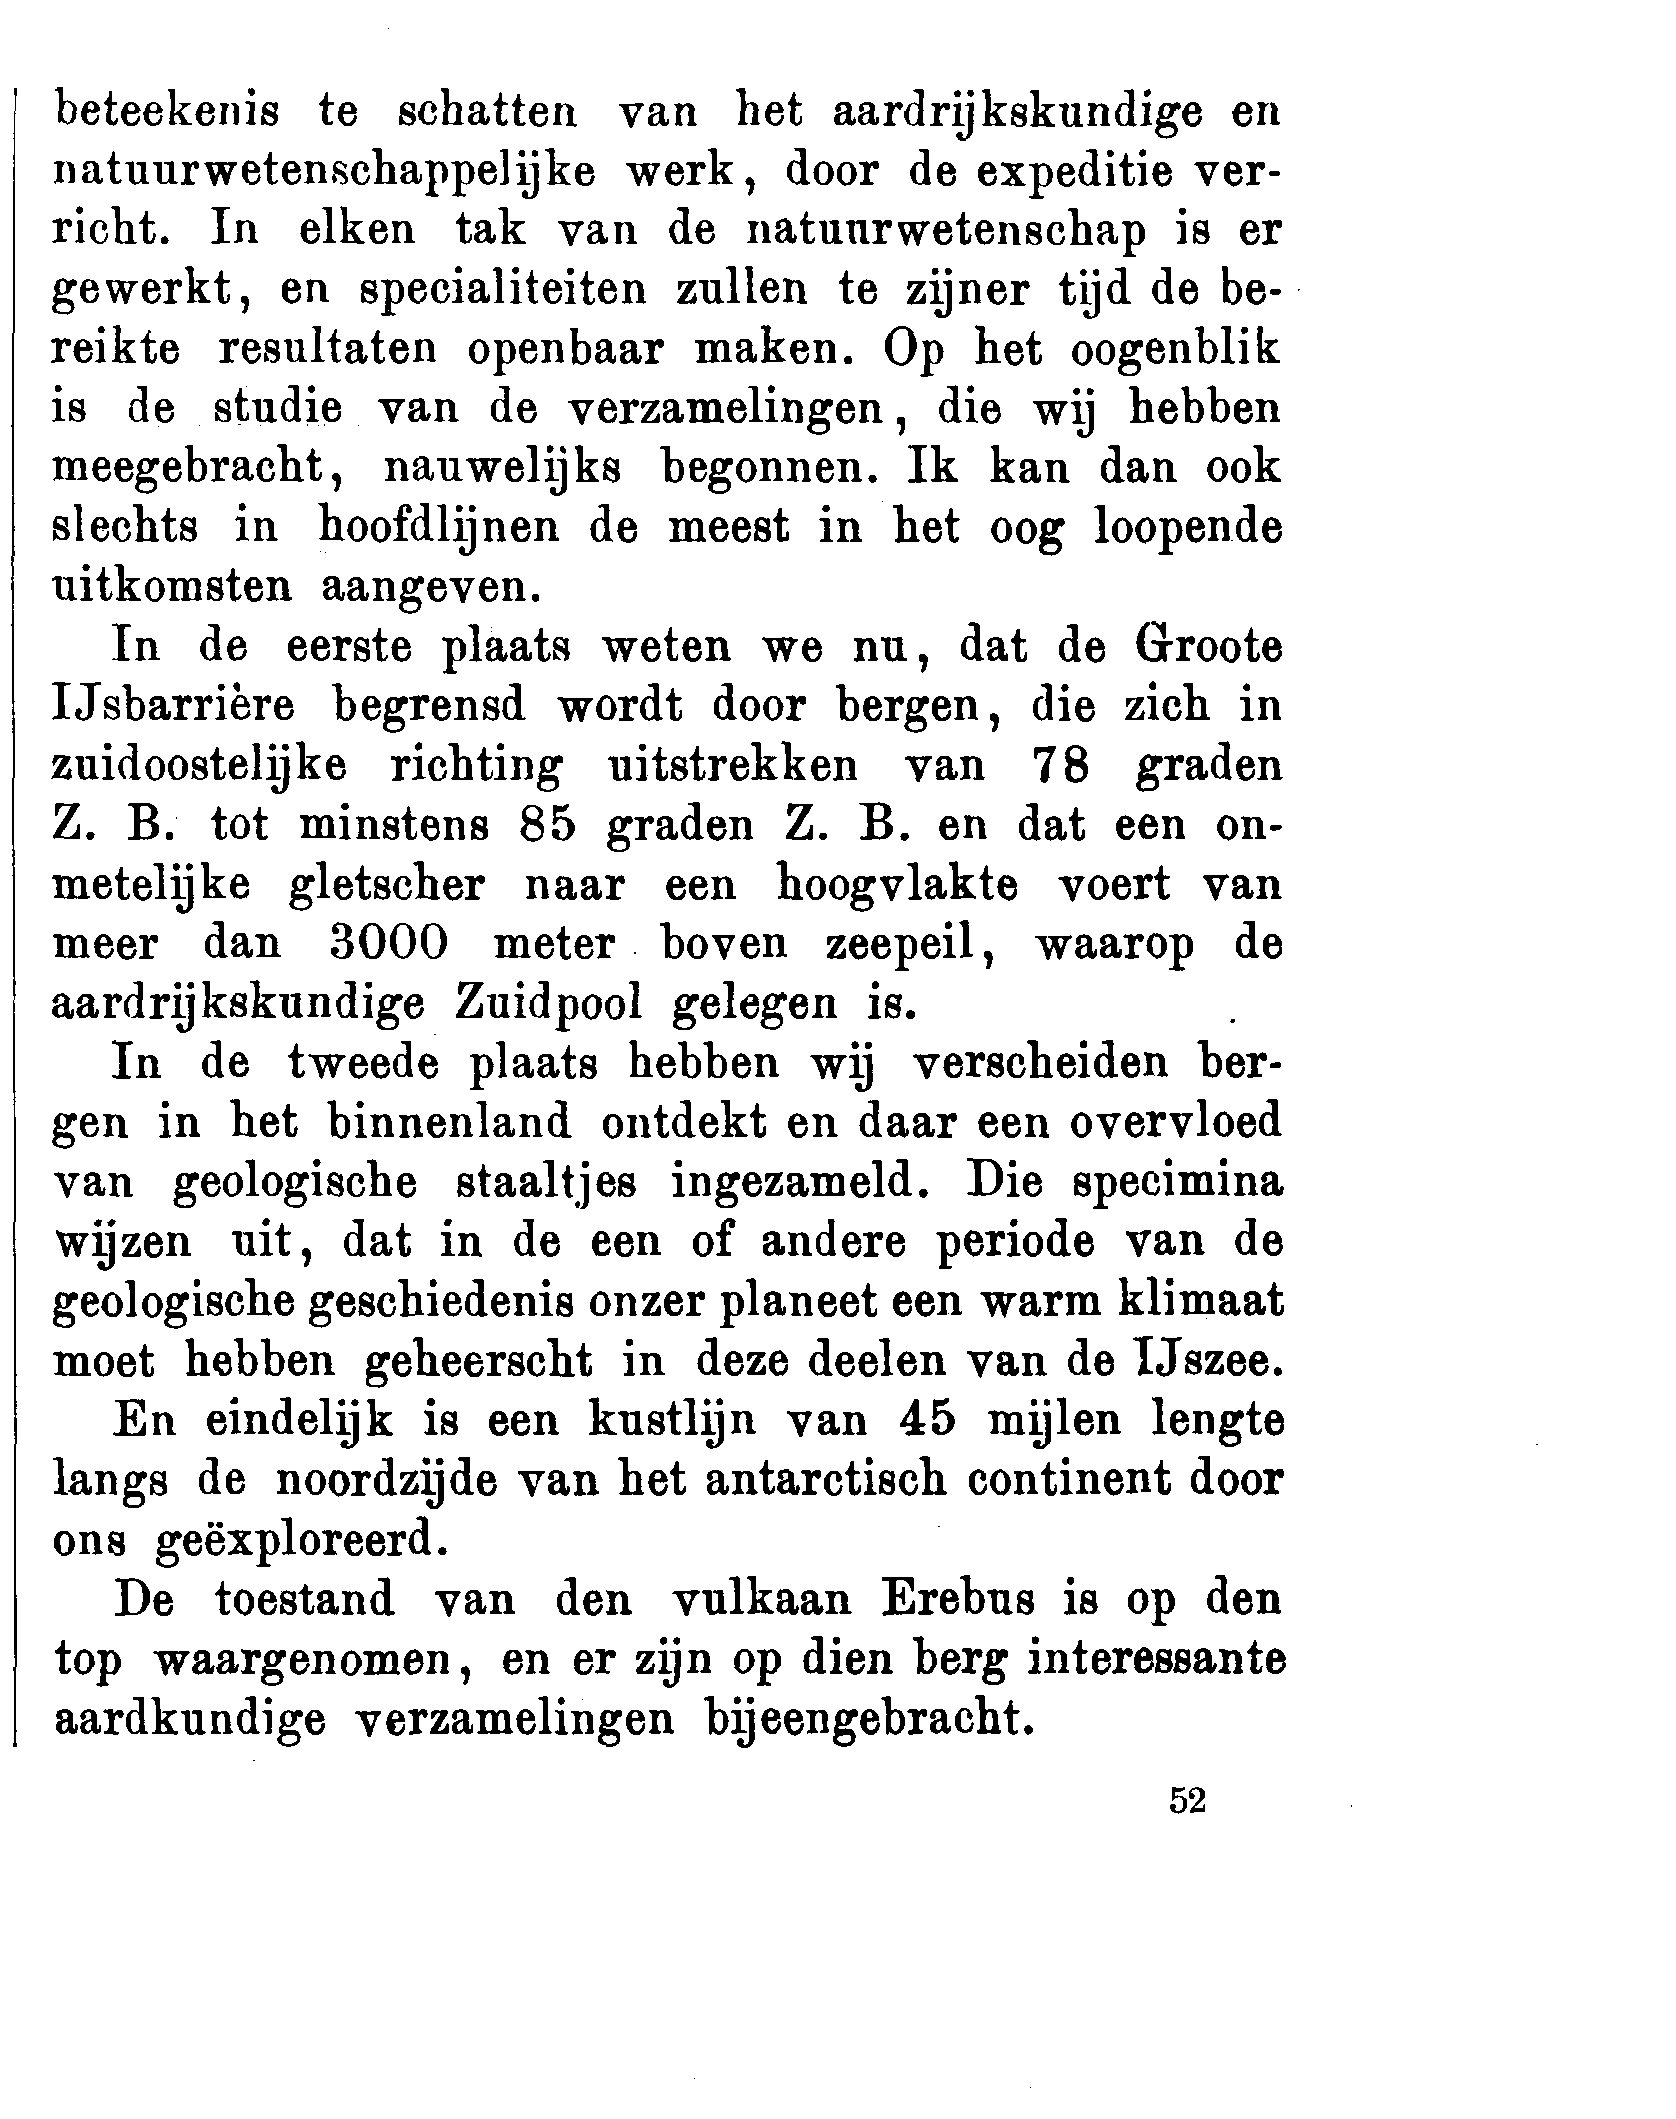 beteekenis te schatten van het aardrijkskundige en
natuurwetenschappelijke werk, door de expeditie ver-
richt. In elken tak van de natuurwetenschap is er
gewerkt, en specialiteiten zullen te zijner tijd de be-
reikte resultaten openbaar maken. Op het oogenblik
is de studie van de verzamelingen, die wij hebben
meegebracht, nauwelijks begonnen. Ik kan dan ook
slechts in hoofdlijnen de meest in het oog loopende
uitkomsten aangeven.
In de eerste plaats weten we nu, dat de Groote
IJsbarrière begrensd wordt door bergen, die zich in
zuidoostelijke richting uitstrekken van 78 graden
Z. B. tot minstens 85 graden Z. B. en dat een on-
metelijke gletscher naar een hoogvlakte voert van
meer dan 3000 meter boven zeepeil, waarop de
aardrijkskundige Zuidpool gelegen is.
In de tweede plaats hebben wij verscheiden ber-
gen in het binnenland ontdekt en daar een overvloed
van geologische staaltjes ingezameld. Die specimina
wijzen uit, dat in de een of andere periode van de
geologische geschiedenis onzer planeet een warm klimaat
moet hebben geheerscht in deze deelen van de IJszee.
En eindelijk is een kustlijn van 45 mijlen lengte
langs de noordzijde van het antarctisch continent door
ons geëxploreerd.
De toestand van den vulkaan Erebus is op den
top waargenomen, en er zijn op dien berg interessante
aardkundige verzamelingen bijeengebracht.
52